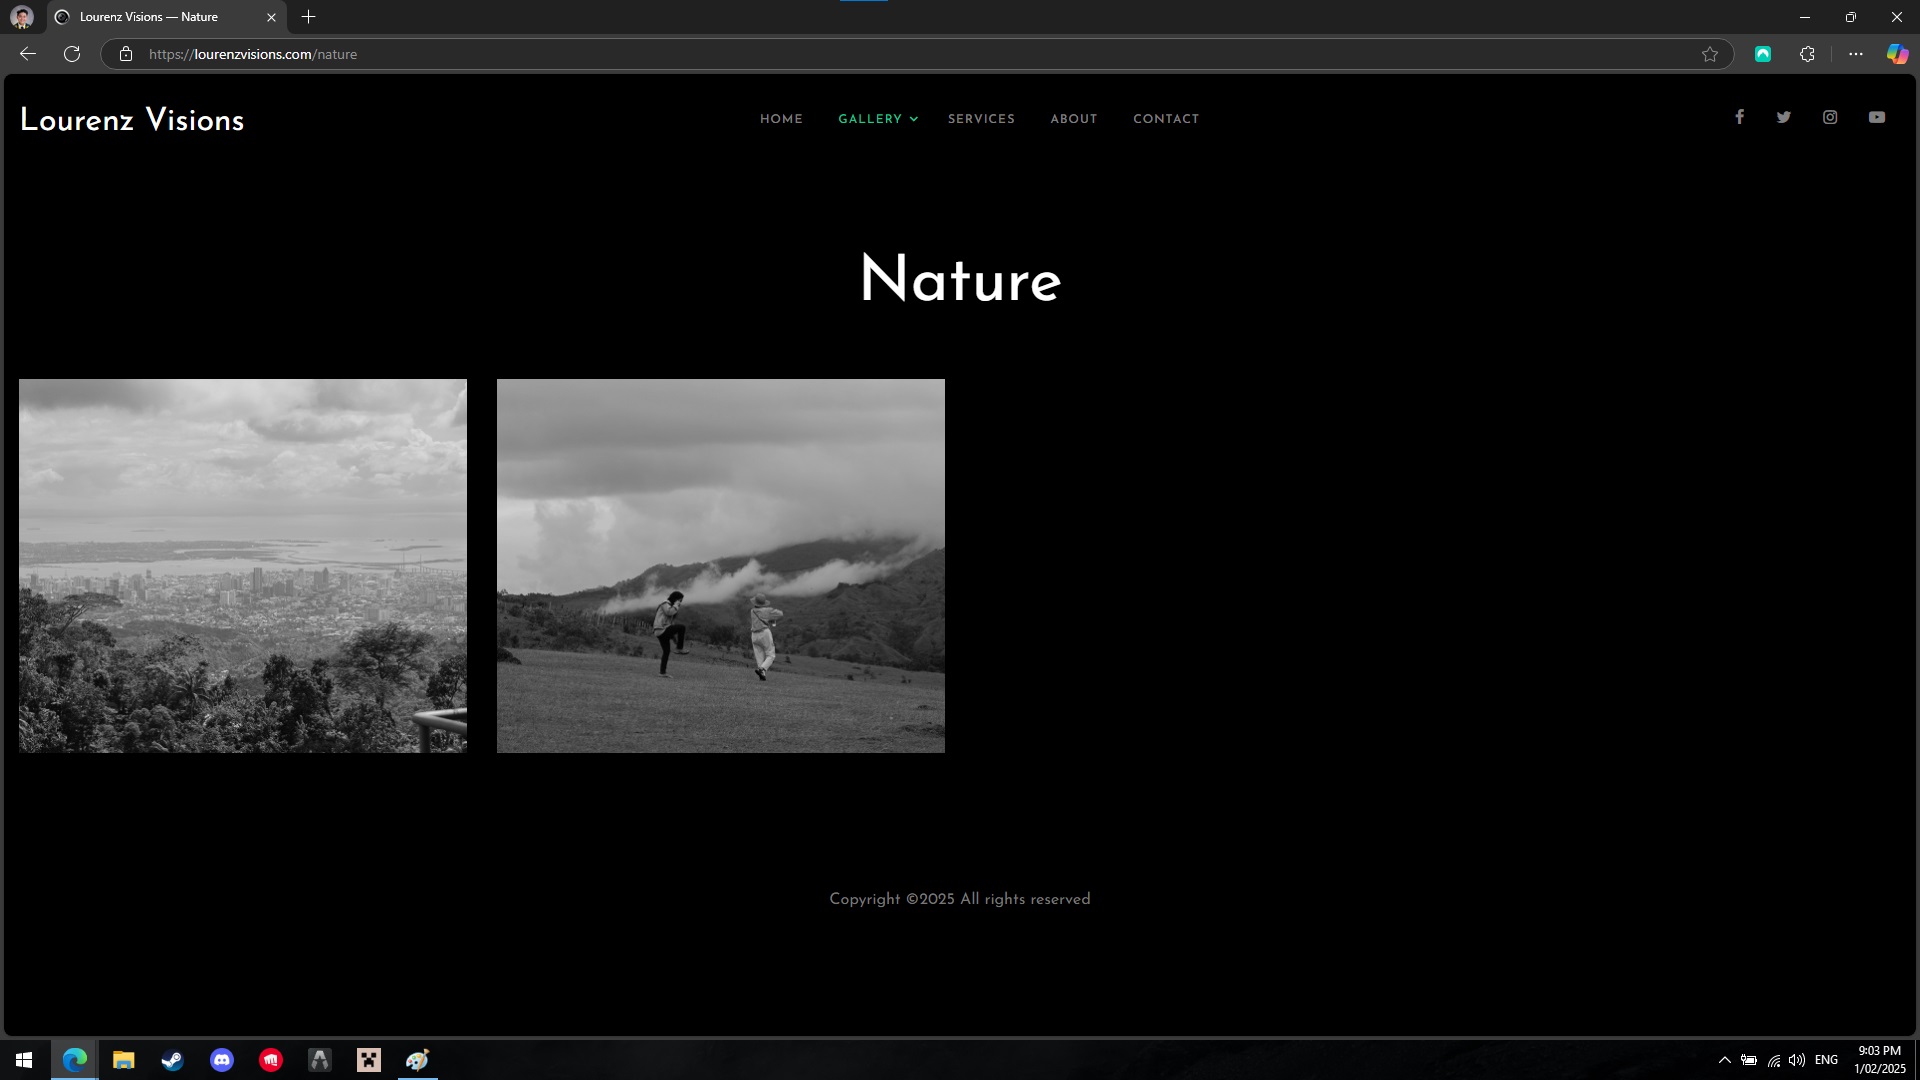 Lourenz Visions — Nature
https://lourenzvisions.com/nature
Lourenz Visions
HOME GALLERY SERVICES ABOUT CONTACT
Nature
Copyright ©2025 All rights reserved
ENG
9:03 PM
1/02/2025